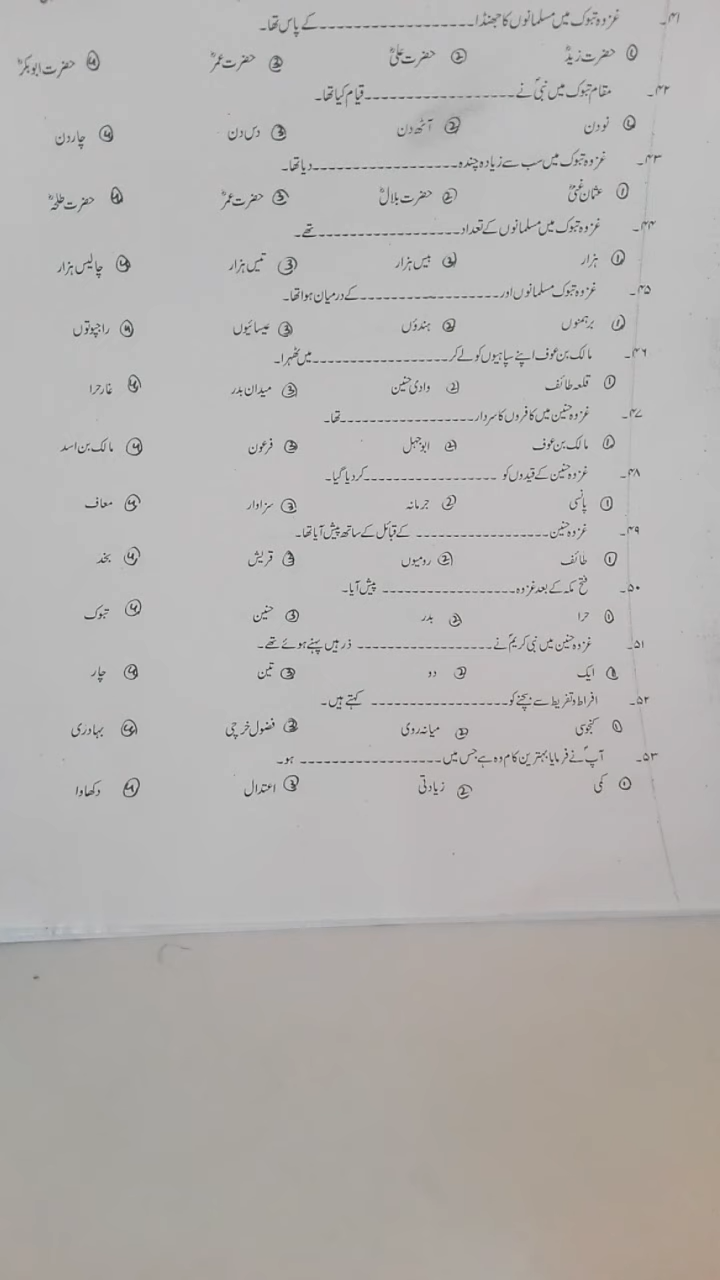 ۴۱۔ غزوہ تبوک میں مسلمانوں کا جھنڈا------------------کے پاس تھا۔
① حضرت زیدؓ ② حضرت علیؓ ③ حضرت عمرؓ ④ حضرت ابوبکرؓ
۴۲۔ مقام تبوک میں نبیؐ نے------------------قیام کیا تھا۔
① نو دن ② آٹھ دن ③ دس دن ④ چار دن
۴۳۔ غزوہ تبوک میں سب سے زیادہ چندہ------------------دیا تھا۔
① عثمان غنیؓ ② حضرت بلالؓ ③ حضرت عمرؓ ④ حضرت طلحہؓ
۴۴۔ غزوہ تبوک میں مسلمانوں کے تعداد------------------تھے۔
① ہزار ② بیس ہزار ③ تیس ہزار ④ چالیس ہزار
۴۵۔ غزوہ تبوک مسلمانوں اور------------------کے درمیان ہوا تھا۔
① برہمنوں ② ہندؤں ③ عیسائیوں ④ راجپوتوں
۴۶۔ مالک بن عوف اپنے سپاہیوں کو لے کر------------------میں ٹھہرا۔
① قلعہ طائف ② وادی حنین ③ میدان بدر ④ غار حرا
۴۷۔ غزوہ حنین میں کافروں کا سردار------------------تھا۔
① مالک بن عوف ② ابوجہل ③ فرعون ④ مالک بن اسد
۴۸۔ غزوہ حنین کے قیدوں کو ------------------کر دیا گیا۔
① پانسی ② جرمانہ ③ سزاوار ④ معاف
۴۹۔ غزوہ حنین------------------ کے قبائل کے ساتھ پیش آیا تھا۔
① طائف ② رومیوں ③ قریش ④ نجد
۵۰۔ فتح مکہ کے بعد غزوہ------------------ پیش آیا۔
① حرا ② بدر ③ حنین ④ تبوک
۵۱۔ غزوہ حنین میں نبی کریمؐ نے------------------ ذرہیں پہنے ہوئے تھے۔
① ایک ② دو ③ تین ④ چار
۵۲۔ افراط و تفریط سے بچنے کو------------------ کہتے ہیں۔
① کنجوسی ② میانہ روی ③ فضول خرچی ④ بہادری
۵۳۔ آپؐ نے فرمایا بہترین کام وہ ہے جس میں------------------ ہو۔
① کمی ② زیادتی ③ اعتدال ④ دکھاوا